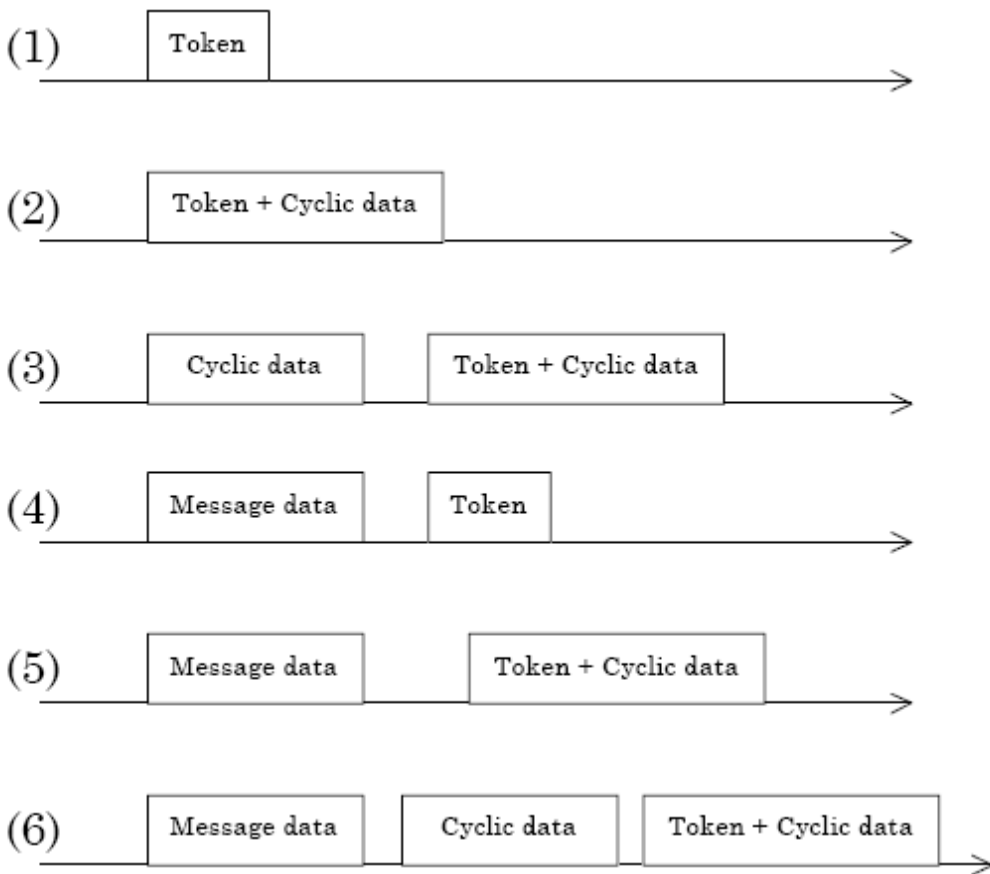 (1) Token
(2) Token + Cyclic data
(3) Cyclic data Token + Cyclic data
(4) Message data Token
(5) Message data Token + Cyclic data
(6) Message data Cyclic data Token + Cyclic data